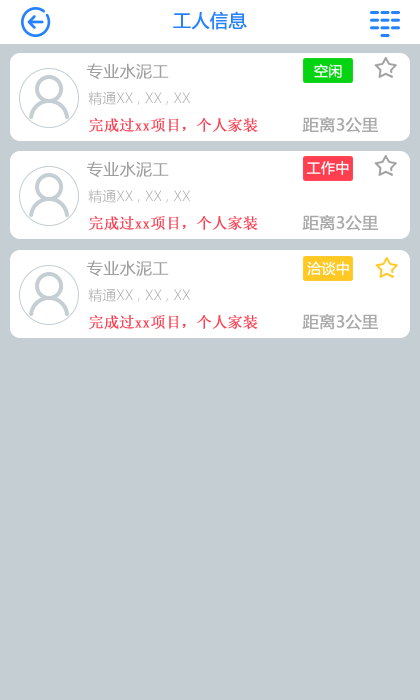 工人信息
专业水泥工
空闲
精通XX , XX , XX
完成过xx项目，个人家装
距离3公里
专业水泥工
工作中
精通XX , XX , XX
完成过xx项目，个人家装
距离3公里
专业水泥工
洽谈中
精通XX , XX , XX
完成过xx项目，个人家装
距离3公里